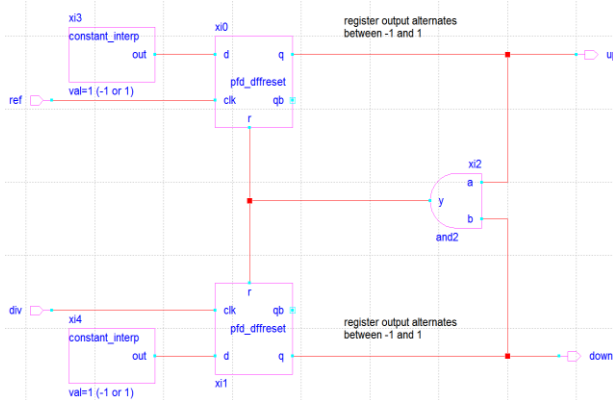 xi3
constant_interp
out
val=1 (-1 or 1)
xi0
d
q
pfd_dffreset
clk
qb
r
register output alternates
between -1 and 1
up
ref
xi2
a
y
b
and2
r
clk
qb
pfd_dffreset
d
q
xi1
div
xi4
constant_interp
out
val=1 (-1 or 1)
register output alternates
between -1 and 1
down